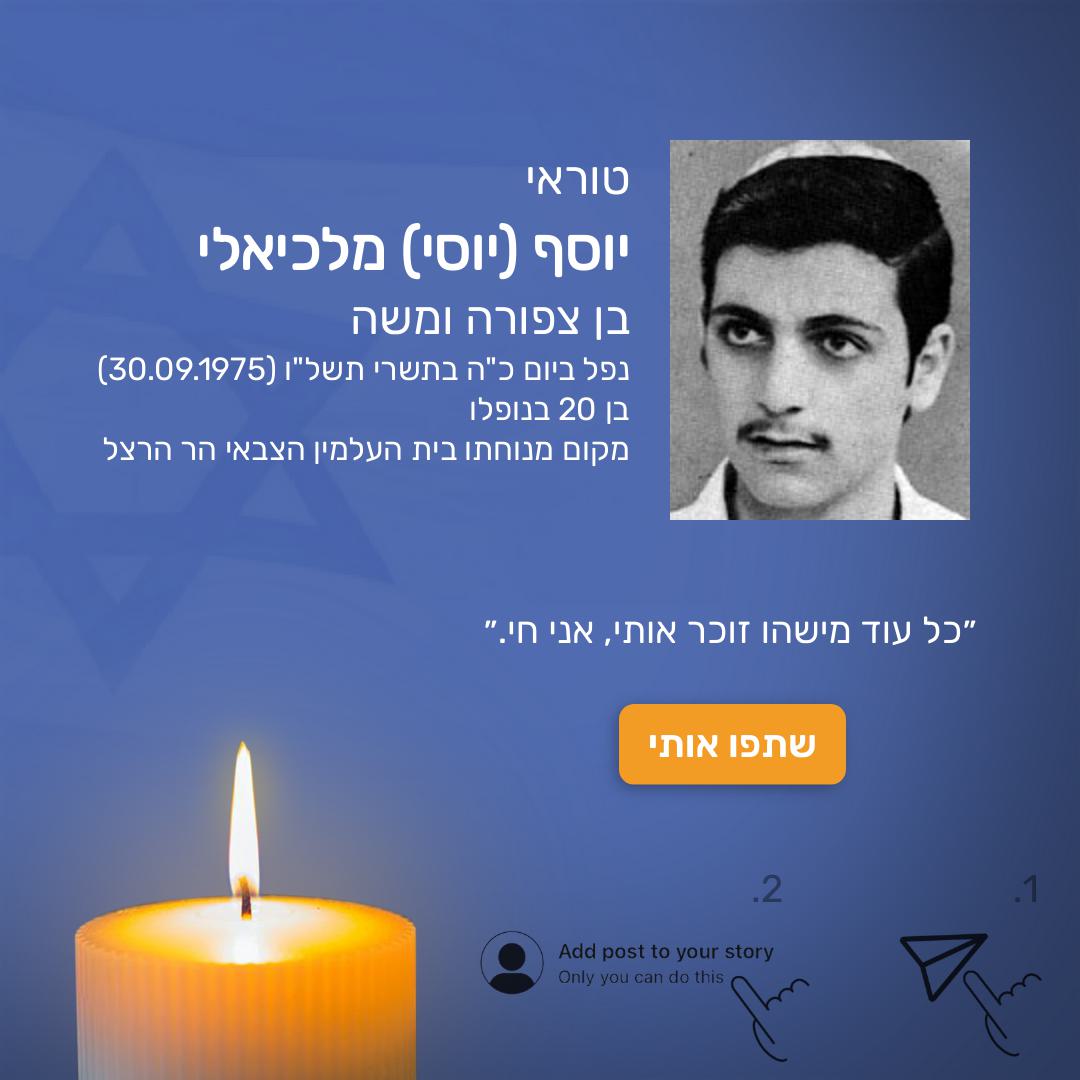 טוראי
יוסף (יוסי) מלכיאלי
בן צפורה ומשה
נפל ביום כ"ה בתשרי תשל"ו (30.09.1975)
בן 20 בנופלו
מקום מנוחתו בית העלמין הצבאי הר הרצל
״כל עוד מישהו זוכר אותי, אני חי.״
שתפו אותי
1.
2.
Add post to your story
Only you can do this